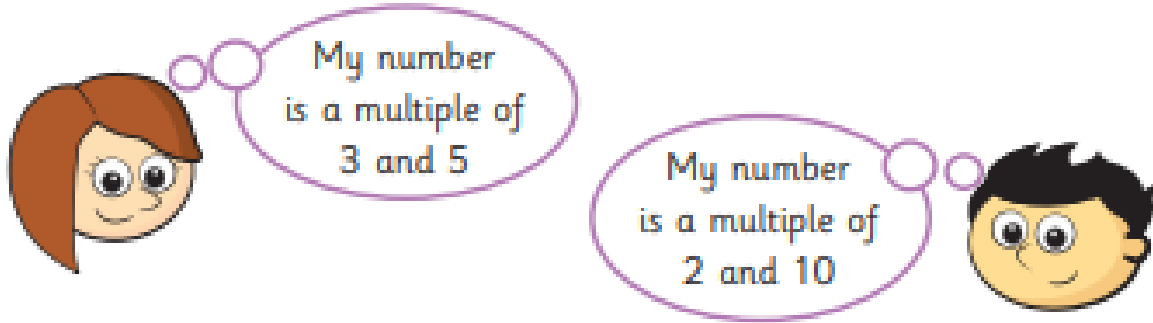 My number
is a multiple of
3 and 5
My number
is a multiple of
2 and 10